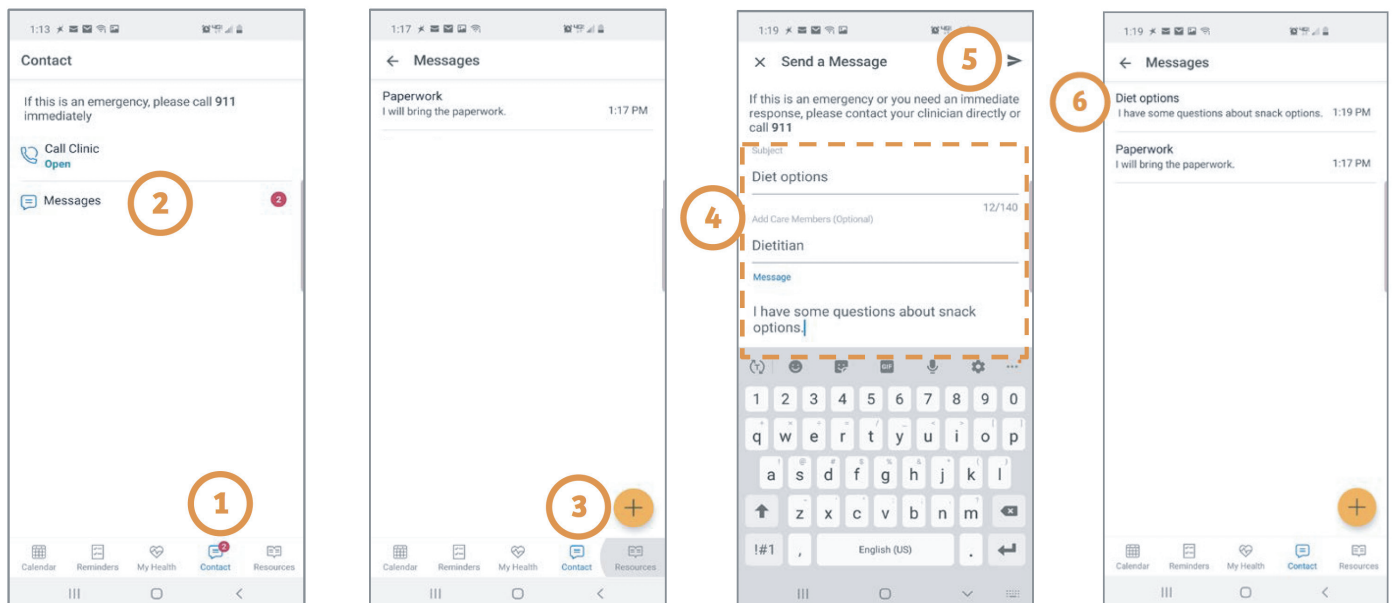 1:13
Contact
If this is an emergency, please call 911
immediately
Call Clinic
Open
Messages
2
2
1
2
Calendar Reminders My Health Contact Resources
1:17
Messages
Paperwork
I will bring the paperwork. 1:17 PM
3
+
Calendar Reminders My Health Contact Resources
1:19
× Send a Message
5
If this is an emergency or you need an immediate
response, please contact your clinician directly or
call 911
Subject
Diet options
12/140
4
Add Care Members (Optional)
Dietitian
Message
I have some questions about snack
options.
GIF
1 2 3 4 5 6 7 8 9 0
q w e r t y u i o p
a s d f g h j k l
z x c v b n m
!#1 , English (US) .
1:19
Messages
6
Diet options
I have some questions about snack options. 1:19 PM
Paperwork
I will bring the paperwork. 1:17 PM
+
Calendar Reminders My Health Contact Resources